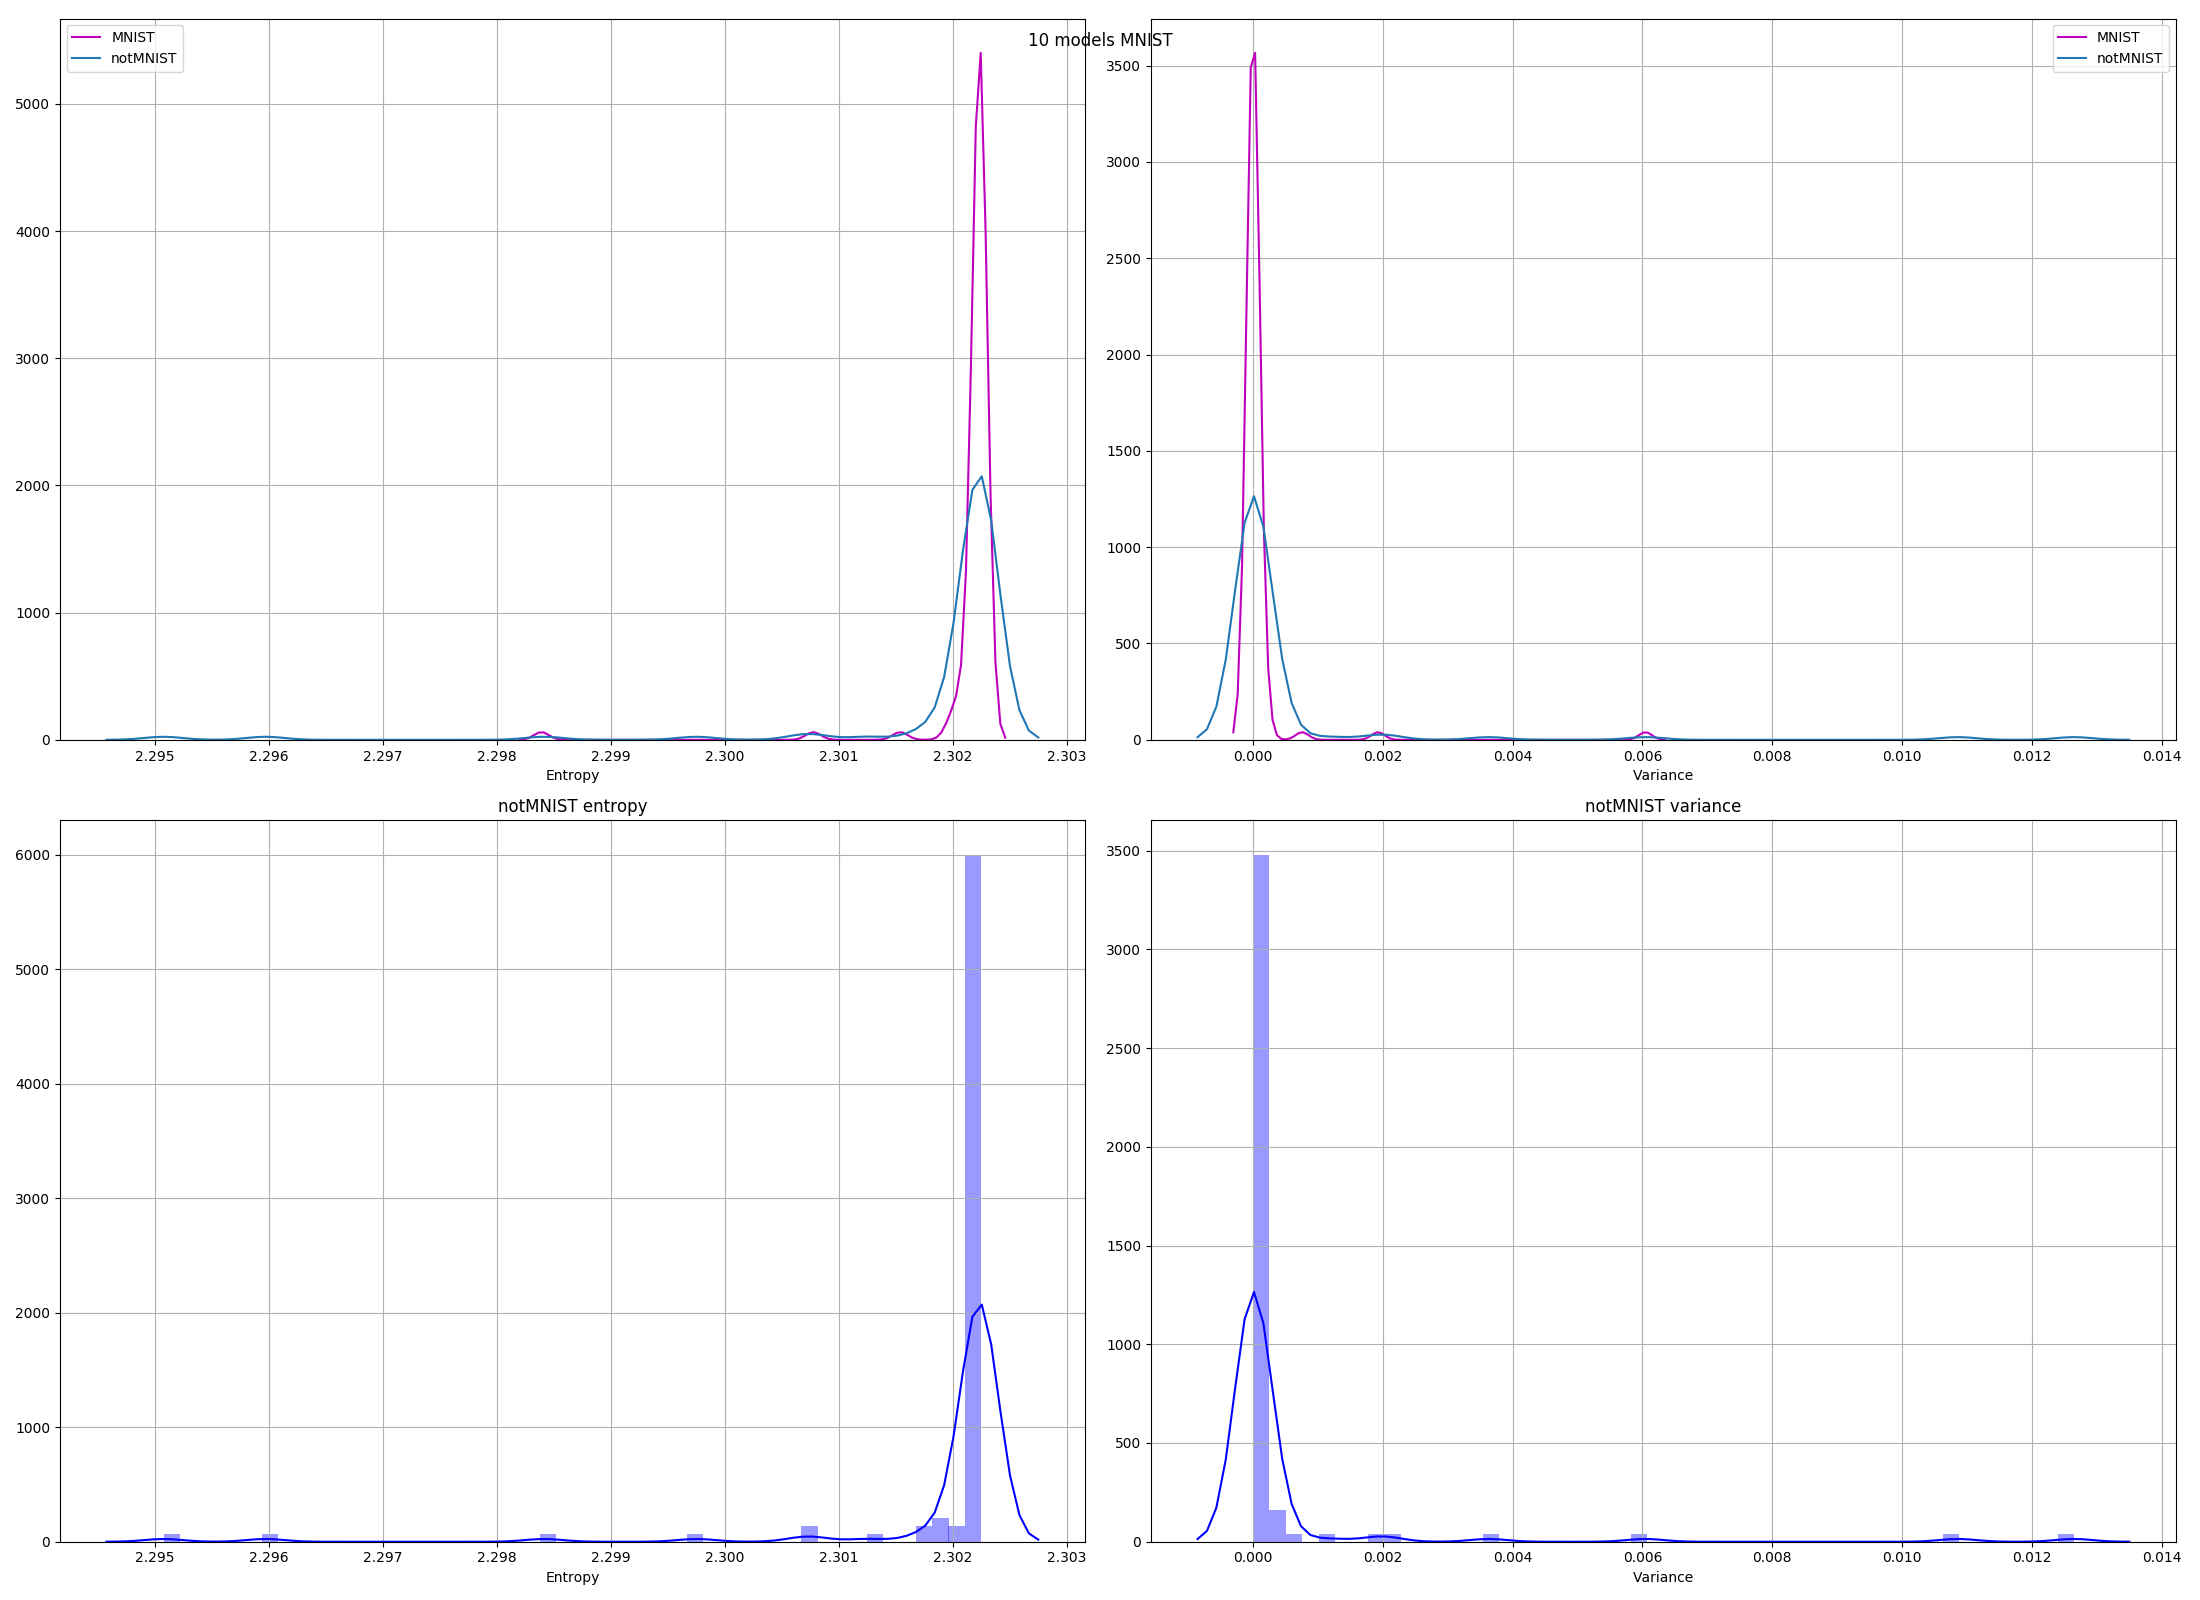 10 models MNIST
MNIST
notMNIST
5000
4000
3000
2000
1000
0
2.295 2.296 2.297 2.298 2.299 2.300 2.301 2.302 2.303
Entropy
MNIST
notMNIST
3500
3000
2500
2000
1500
1000
500
0
0.000 0.002 0.004 0.006 0.008 0.010 0.012 0.014
Variance
notMNIST entropy
6000
5000
4000
3000
2000
1000
0
2.295 2.296 2.297 2.298 2.299 2.300 2.301 2.302 2.303
Entropy
notMNIST variance
3500
3000
2500
2000
1500
1000
500
0
0.000 0.002 0.004 0.006 0.008 0.010 0.012 0.014
Variance